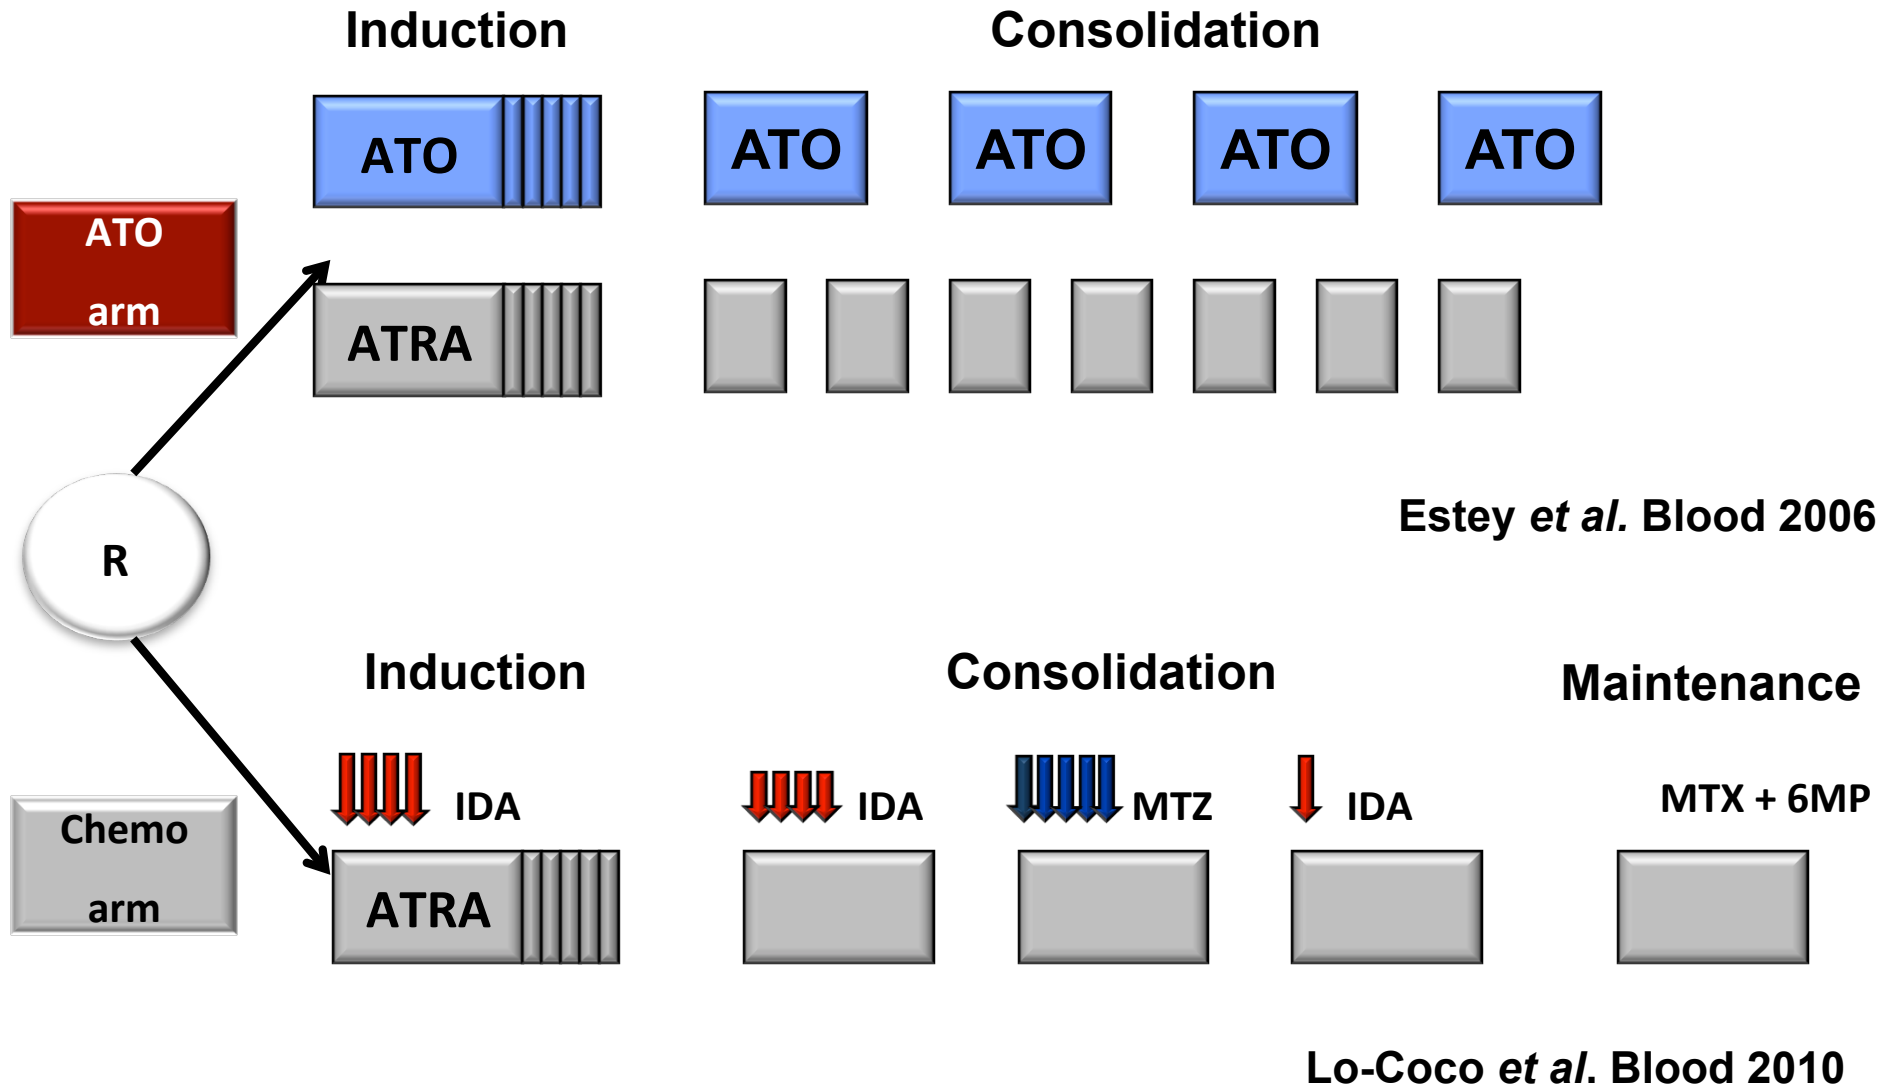 Induction
Consolidation
ATO
ATO
ATO
ATO
ATO
ATO
arm
ATRA
Estey et al. Blood 2006
R
Induction
Consolidation
Maintenance
IDA
IDA
MTZ
IDA
MTX + 6MP
Chemo
arm
ATRA
Lo-Coco et al. Blood 2010